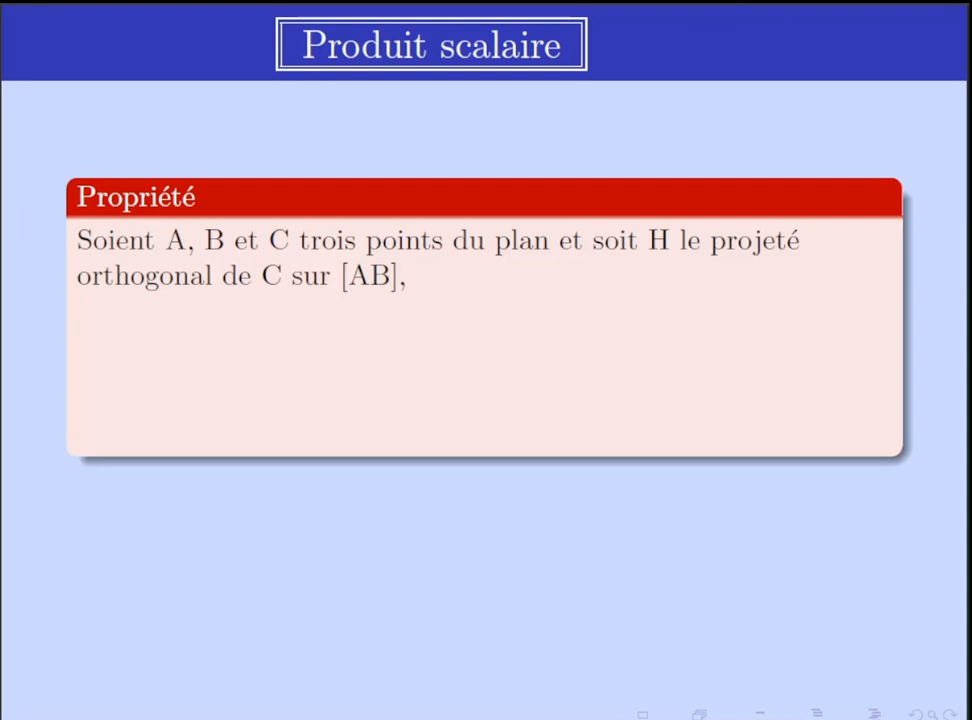 Produit scalaire
Propriété
Soient A, B et C trois points du plan et soit H le projeté
orthogonal de C sur [AB],